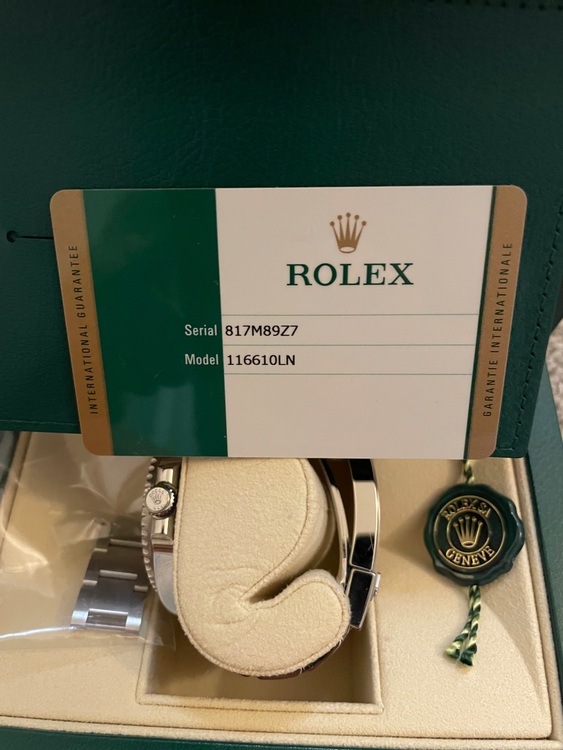 INTERNATIONAL GUARANTEE
ROLEX
Serial 817M89Z7
Model 116610LN
GARANTIE INTERNATIONALE
ROLEX SA
GENEVE